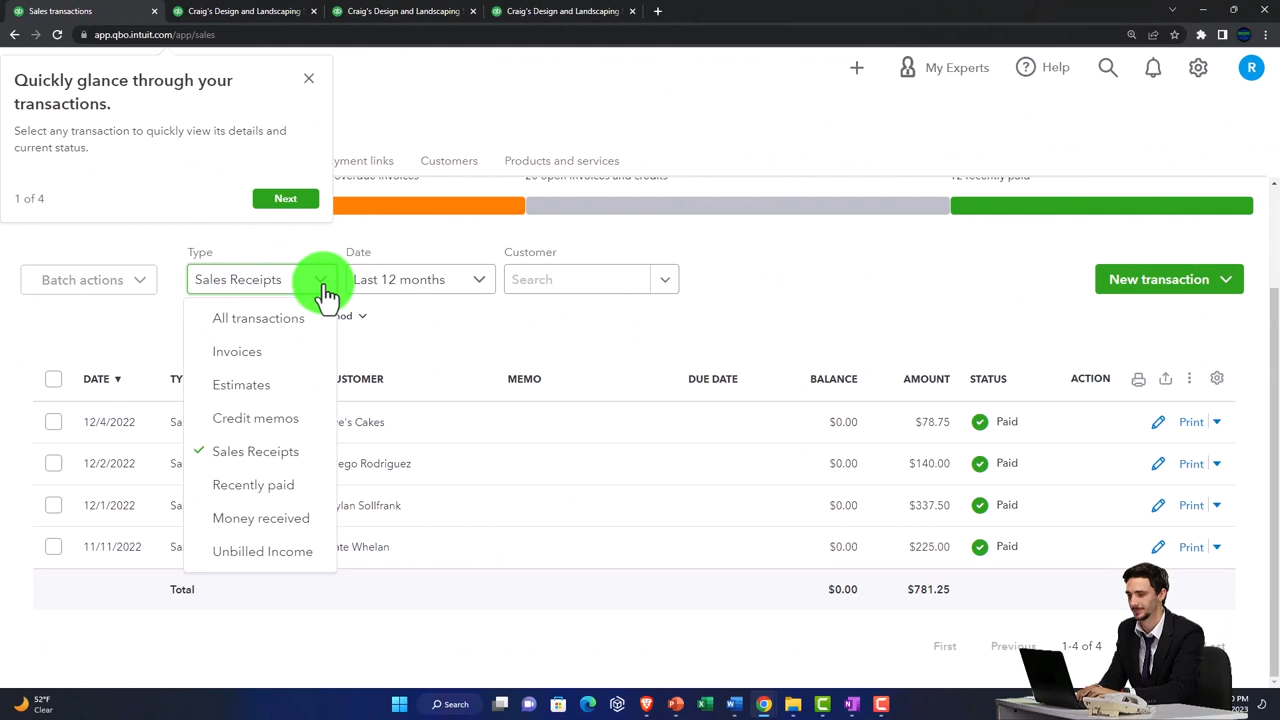 Sales transactions
Craig's Design and Landscaping
Craig's Design and Landscaping
Craig's Design and Landscaping
app.qbo.intuit.com/app/sales
Quickly glance through your
transactions.
Select any transaction to quickly view its details and
current status.
1 of 4
Next
My Experts
Help
R
yment links
Customers
Products and services
overdue invoices
20 open invoices and credits
12 recently paid
Type
Date
Customer
Batch actions
Sales Receipts
Last 12 months
Search
New transaction
All transactions
Invoices
Estimates
Credit memos
Sales Receipts
Recently paid
Money received
Unbilled Income
DATE ▼ TY USTOMER MEMO DUE DATE BALANCE AMOUNT STATUS ACTION
12/4/2022 Sa e's Cakes $0.00 $78.75 Paid Print
12/2/2022 Sa ego Rodriguez $0.00 $140.00 Paid Print
12/1/2022 Sa ylan Sollfrank $0.00 $337.50 Paid Print
11/11/2022 Sa ate Whelan $0.00 $225.00 Paid Print
Total $0.00 $781.25
First Previous 1-4 of 4
52°F
Clear
Search